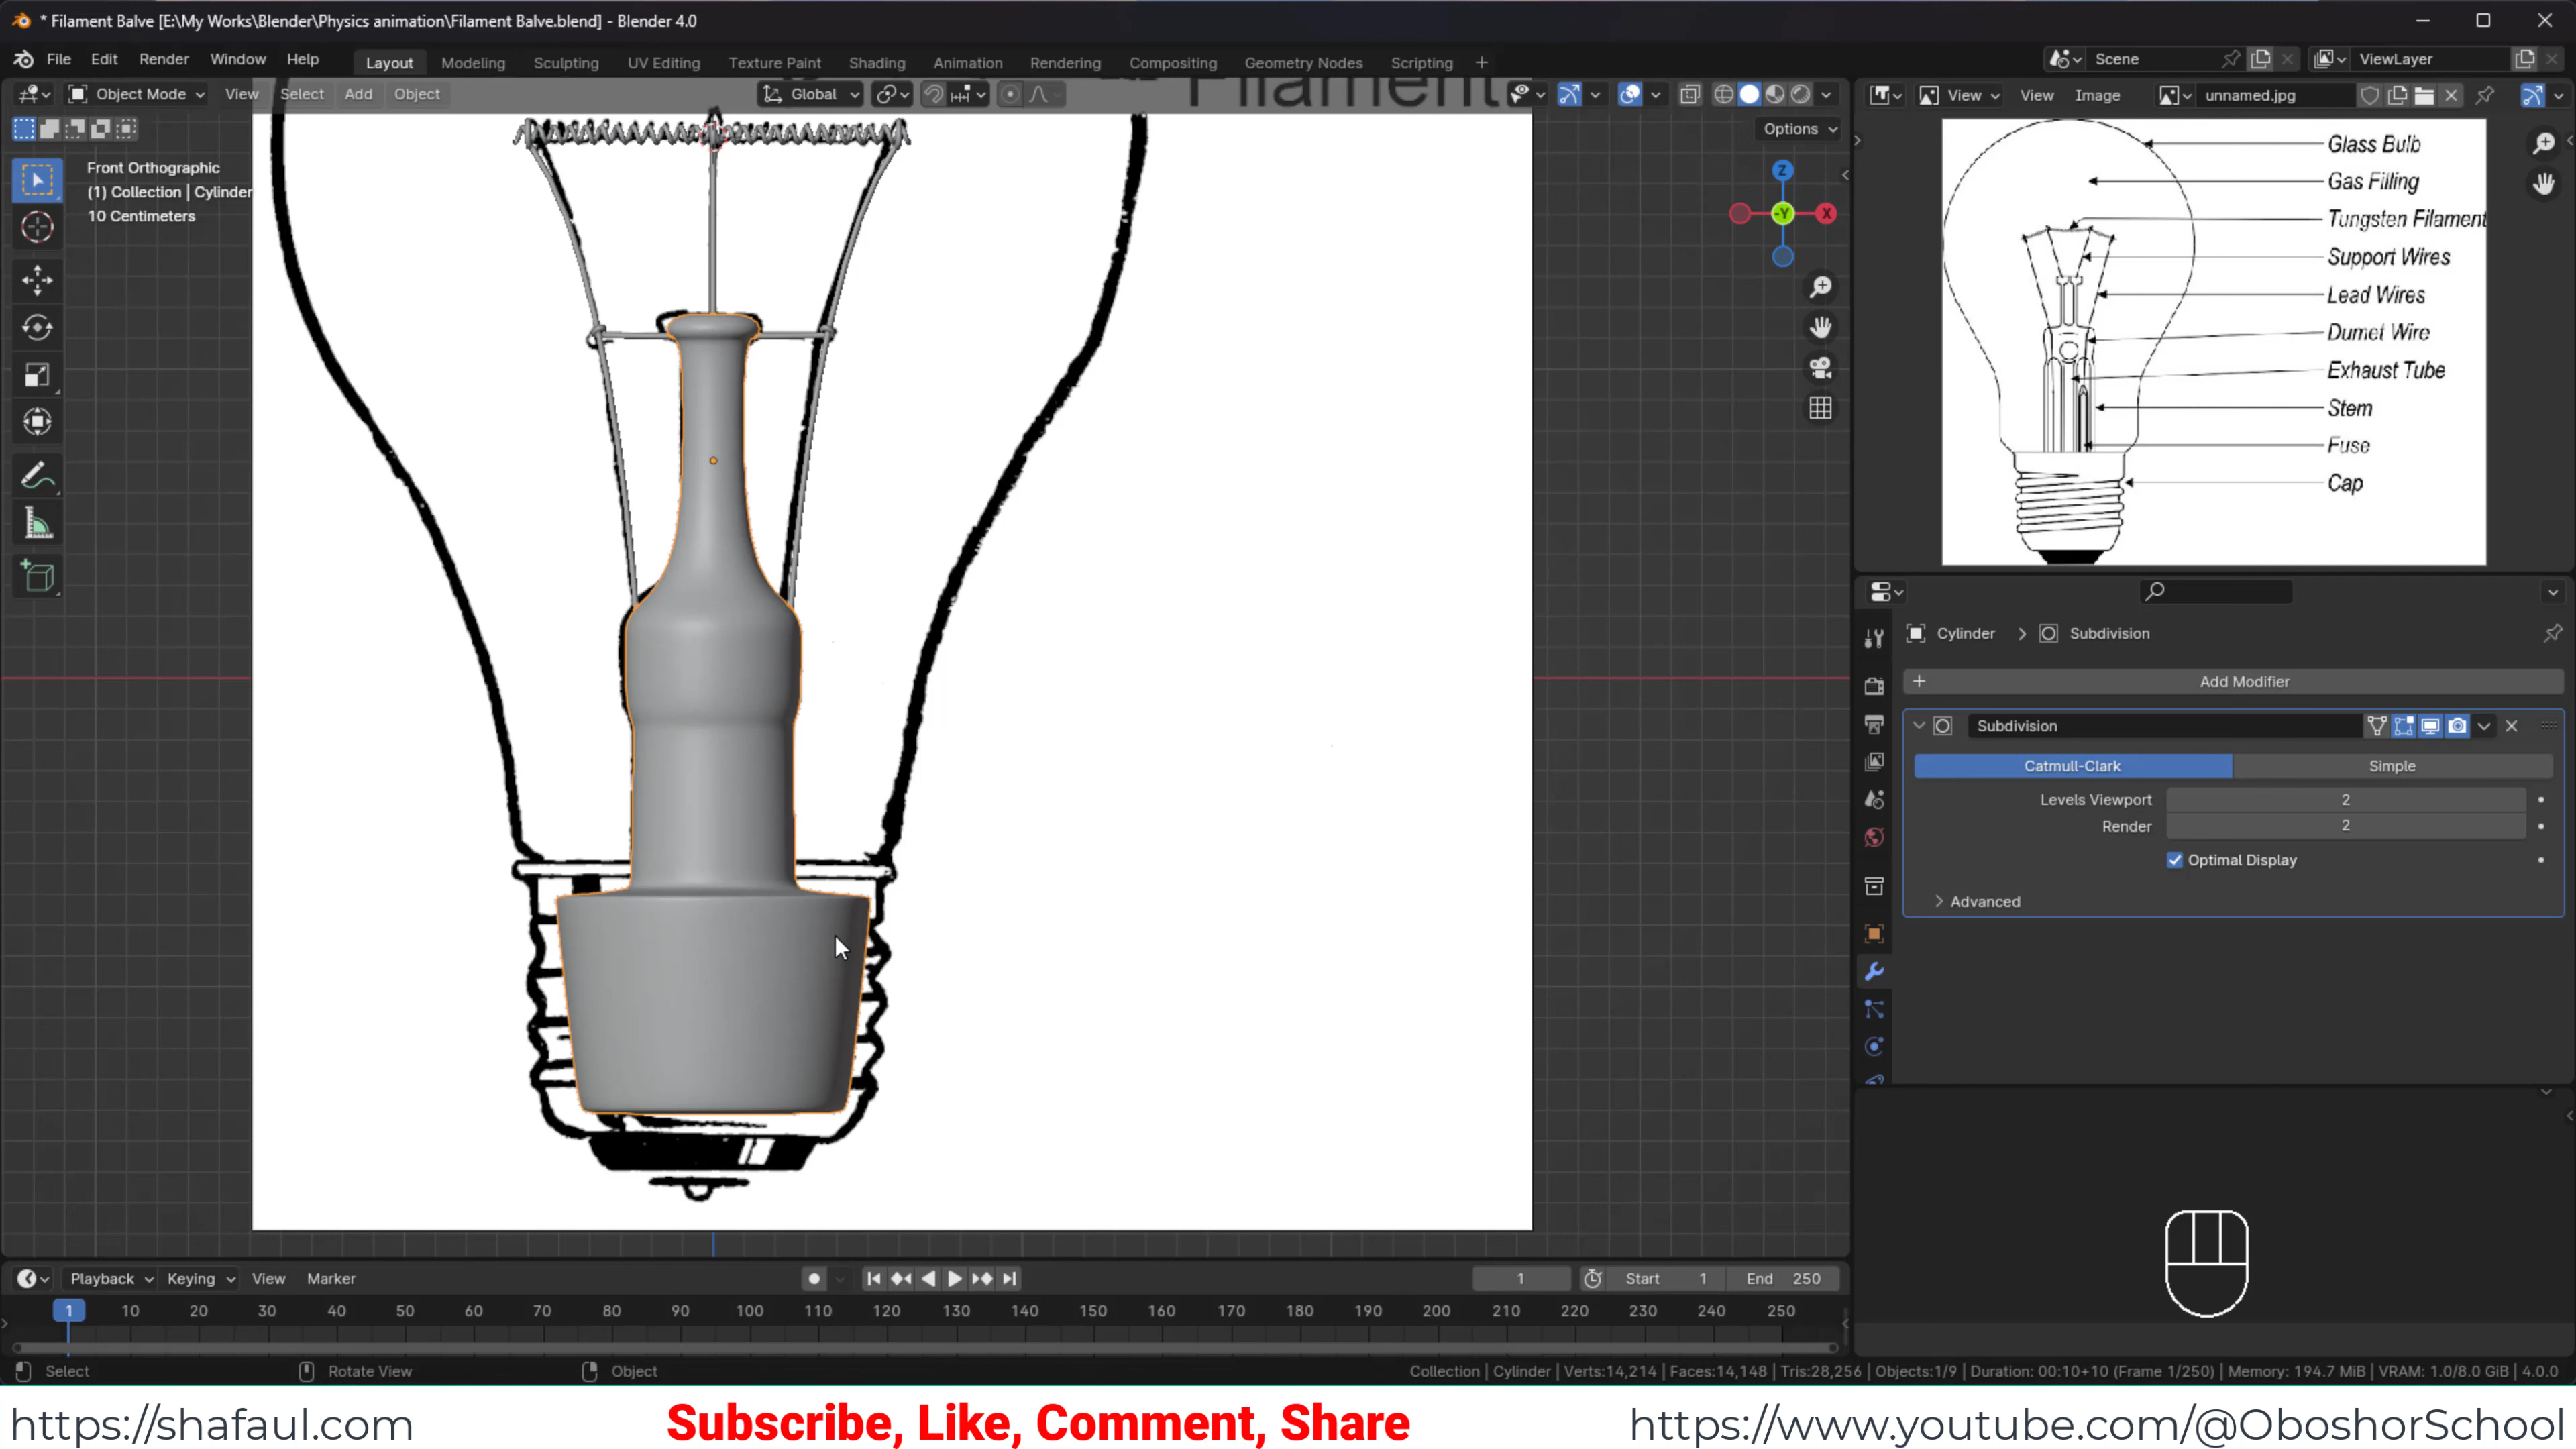 * Filament Balve [E:\My Works\Blender\Physics animation\Filament Balve.blend] - Blender 4.0
File Edit Render Window Help Layout Modeling Sculpting UV Editing Texture Paint Shading Animation Rendering Compositing Geometry Nodes Scripting + Scene ViewLayer
Object Mode View Select Add Object Global
View View Image unnamed.jpg
Filament
Options
Front Orthographic
(1) Collection | Cylinder
10 Centimeters
Z
-Y X
Glass Bulb
Gas Filling
Tungsten Filament
Support Wires
Lead Wires
Dumet Wire
Exhaust Tube
Stem
Fuse
Cap
Cylinder > Subdivision
+ Add Modifier
Subdivision
Catmull-Clark Simple
Levels Viewport 2
Render 2
Optimal Display
Advanced
Playback Keying View Marker 1 Start 1 End 250
1 10 20 30 40 50 60 70 80 90 100 110 120 130 140 150 160 170 180 190 200 210 220 230 240 250
Select Rotate View Object Collection | Cylinder | Verts:14,214 | Faces:14,148 | Tris:28,256 | Objects:1/9 | Duration: 00:10+10 (Frame 1/250) | Memory: 194.7 MiB | VRAM: 1.0/8.0 GiB | 4.0.0
https://shafaul.com Subscribe, Like, Comment, Share https://www.youtube.com/@OboshorSchool